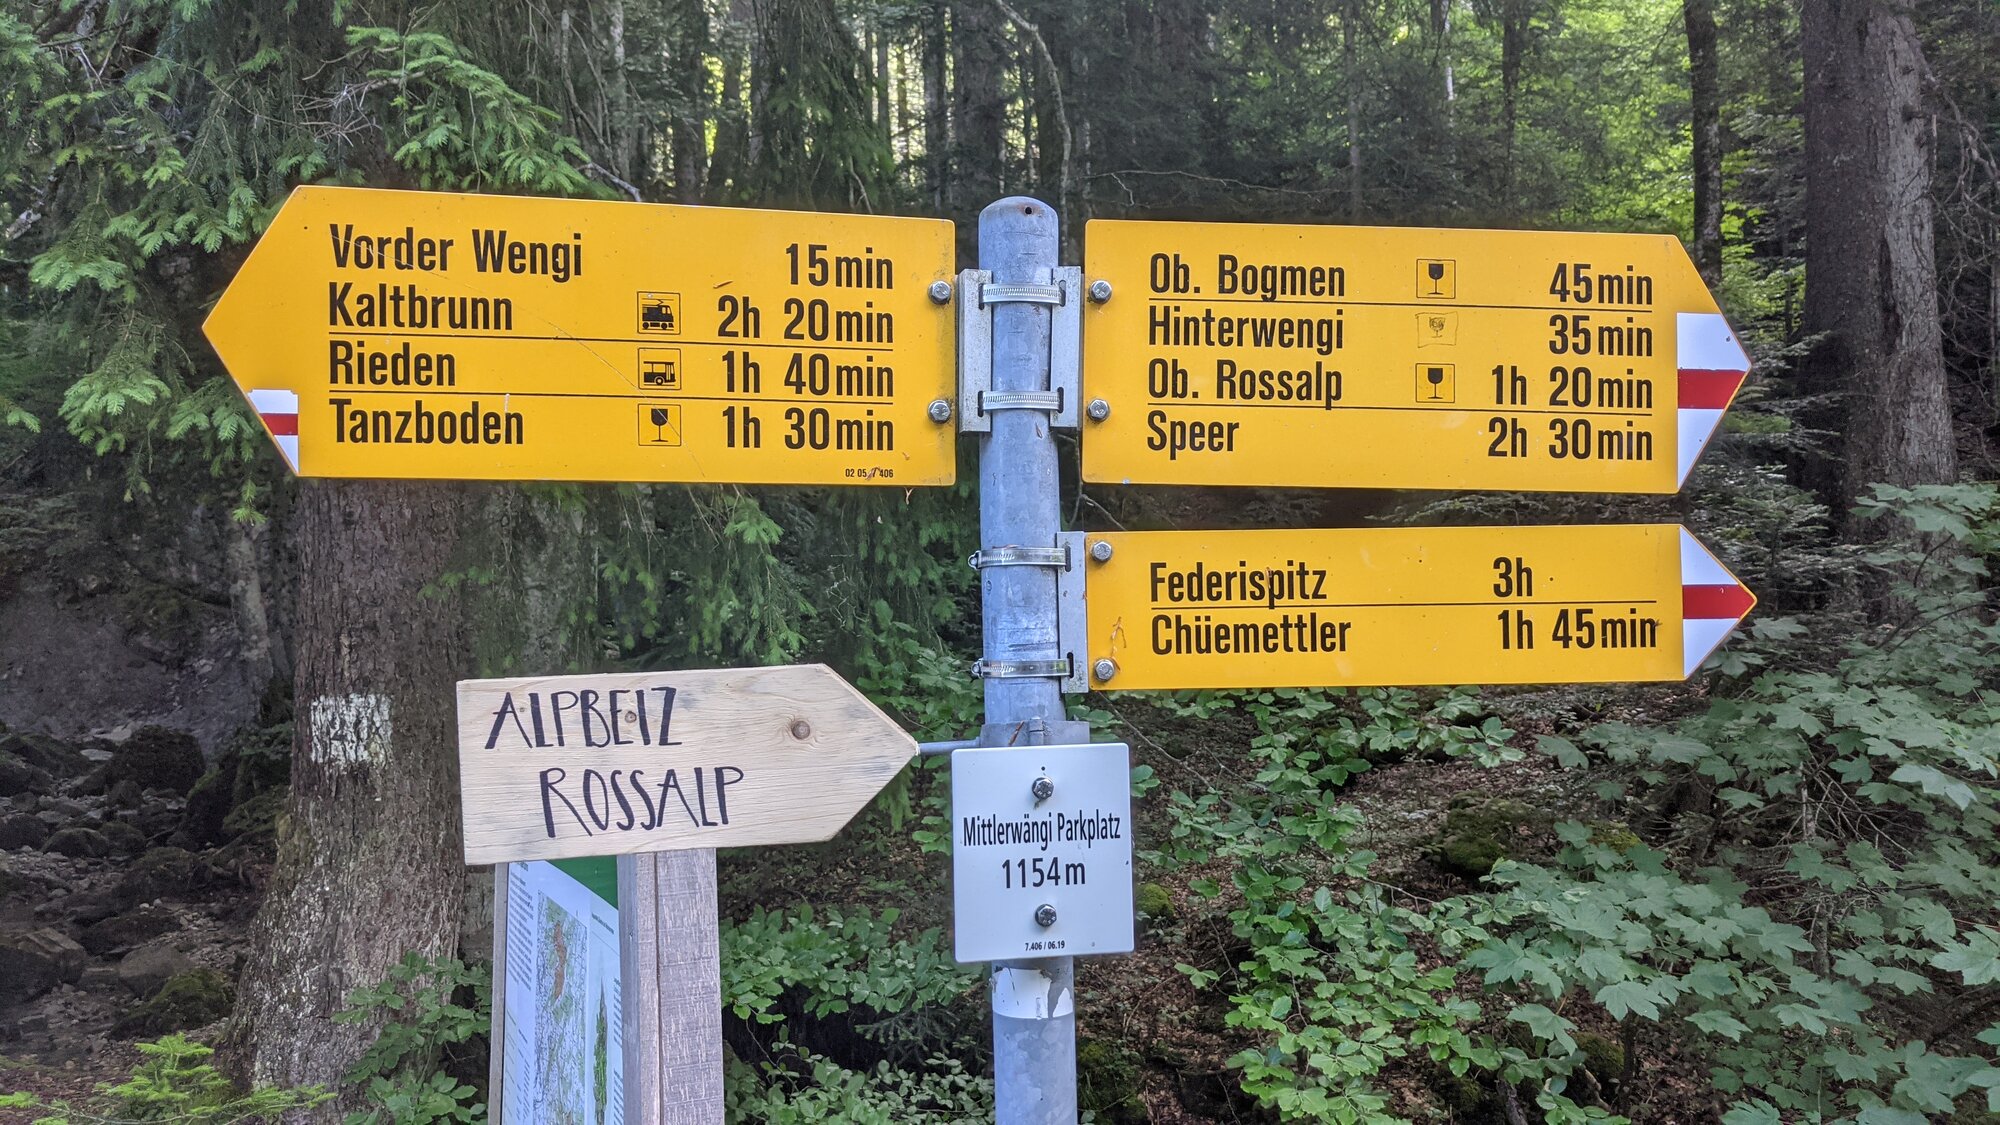 Vorder Wengi 15min
Kaltbrunn 2h 20min
Rieden 1h 40min
Tanzboden 1h 30min
Ob. Bogmen 45min
Hinterwengi 35min
Ob. Rossalp 1h 20min
Speer 2h 30min
Federispitz 3h
Chüemettler 1h 45min
ALPBEIZ
ROSSALP
Mittlerwängi Parkplatz
1154m
7.406 / 06.19